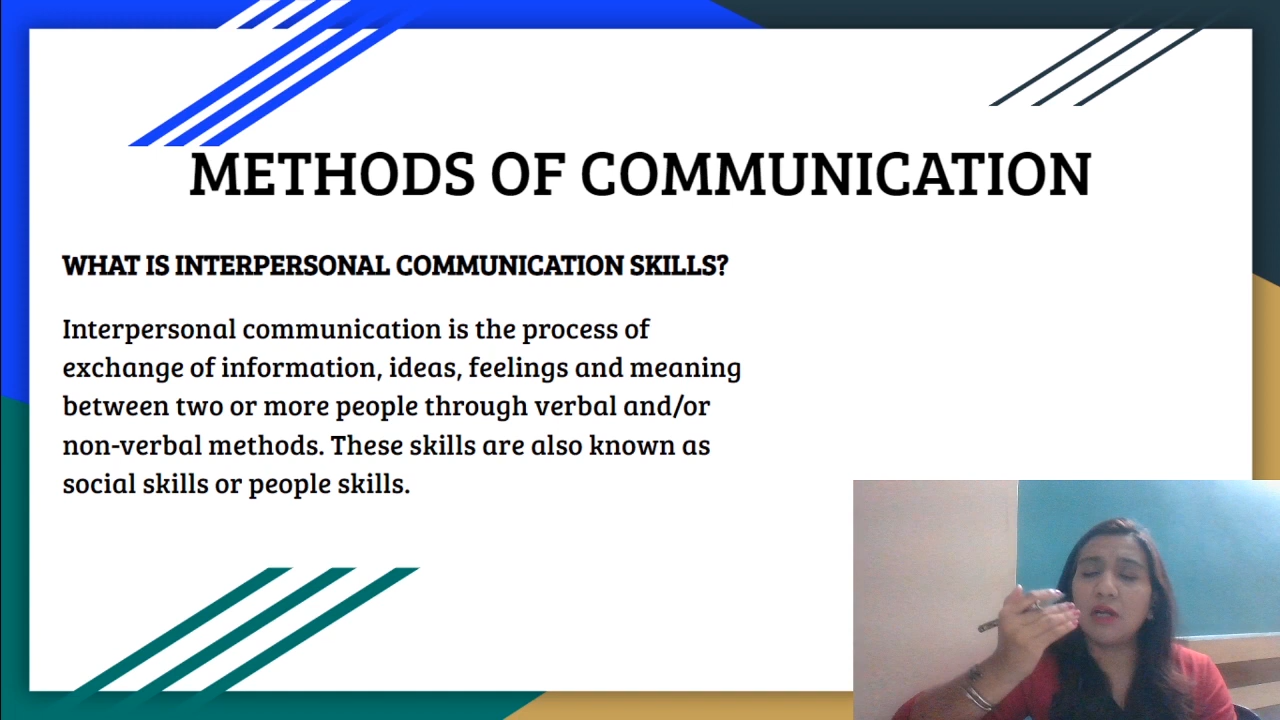 METHODS OF COMMUNICATION
WHAT IS INTERPERSONAL COMMUNICATION SKILLS?
Interpersonal communication is the process of
exchange of information, ideas, feelings and meaning
between two or more people through verbal and/or
non-verbal methods. These skills are also known as
social skills or people skills.